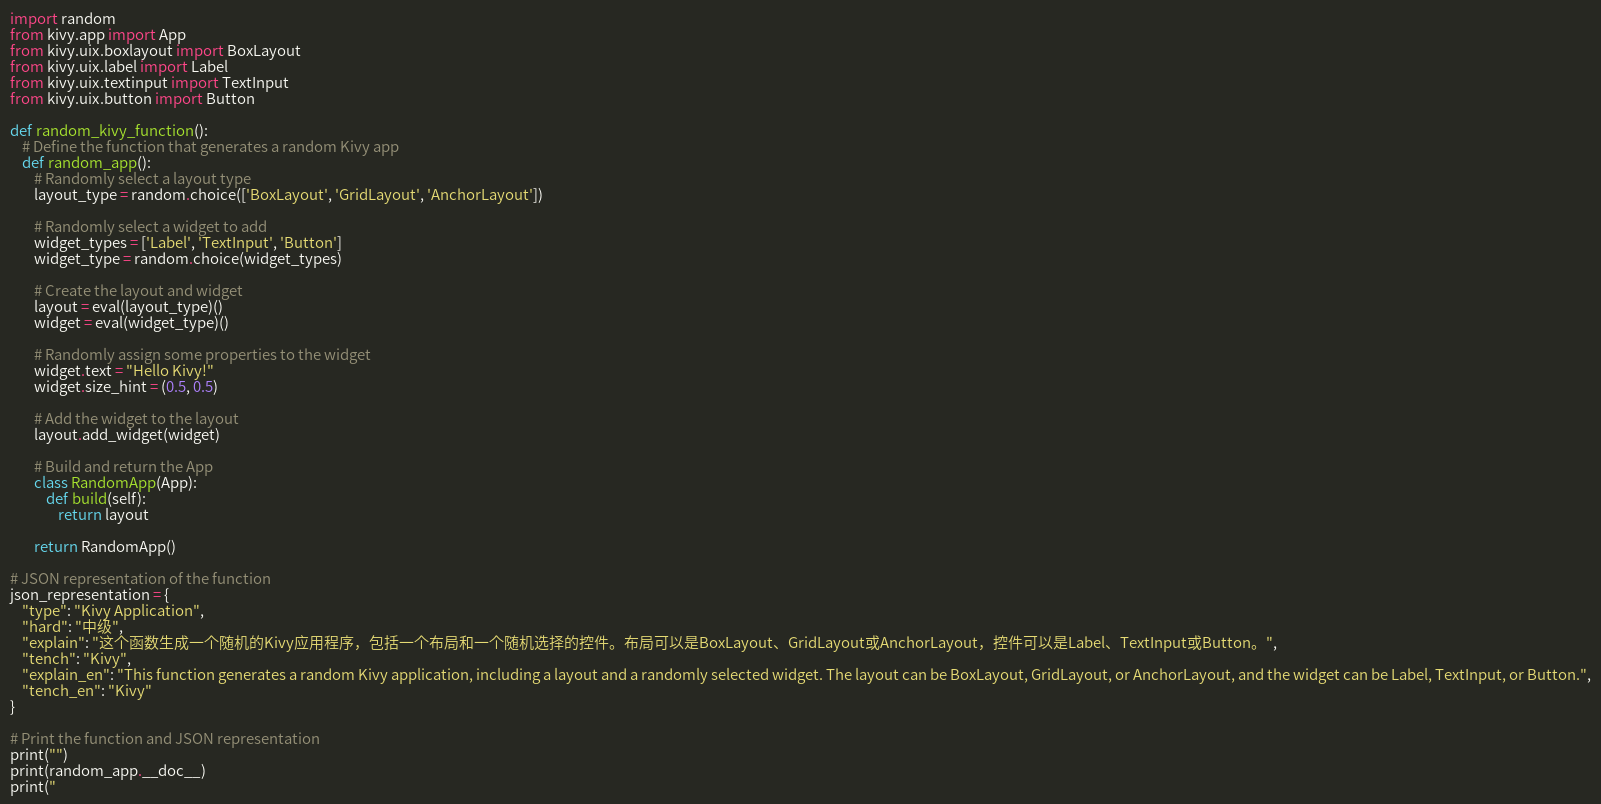 import random
from kivy.app import App
from kivy.uix.boxlayout import BoxLayout
from kivy.uix.label import Label
from kivy.uix.textinput import TextInput
from kivy.uix.button import Button

def random_kivy_function():
    # Define the function that generates a random Kivy app
    def random_app():
        # Randomly select a layout type
        layout_type = random.choice(['BoxLayout', 'GridLayout', 'AnchorLayout'])

        # Randomly select a widget to add
        widget_types = ['Label', 'TextInput', 'Button']
        widget_type = random.choice(widget_types)

        # Create the layout and widget
        layout = eval(layout_type)()
        widget = eval(widget_type)()

        # Randomly assign some properties to the widget
        widget.text = "Hello Kivy!"
        widget.size_hint = (0.5, 0.5)

        # Add the widget to the layout
        layout.add_widget(widget)

        # Build and return the App
        class RandomApp(App):
            def build(self):
                return layout

        return RandomApp()

# JSON representation of the function
json_representation = {
    "type": "Kivy Application",
    "hard": "中级",
    "explain": "这个函数生成一个随机的Kivy应用程序，包括一个布局和一个随机选择的控件。布局可以是BoxLayout、GridLayout或AnchorLayout，控件可以是Label、TextInput或Button。",
    "tench": "Kivy",
    "explain_en": "This function generates a random Kivy application, including a layout and a randomly selected widget. The layout can be BoxLayout, GridLayout, or AnchorLayout, and the widget can be Label, TextInput, or Button.",
    "tench_en": "Kivy"
}

# Print the function and JSON representation
print("")
print(random_app.__doc__)
print("